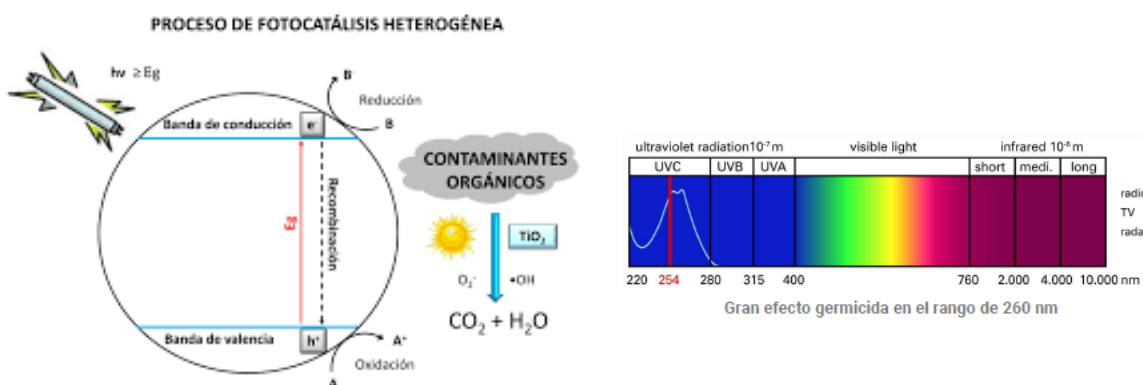 PROCESO DE FOTOCATÁLISIS HETEROGÉNEA
hν ≥ Eg
B-
Reducción
B
Banda de conducción
e-
Eg
Recombinación
Banda de valencia
h+
A+
Oxidación
A
CONTAMINANTES
ORGÁNICOS
TiO2
O2-
•OH
CO2 + H2O
ultraviolet radiation10-7 m
visible light
infrared 10-6 m
UVC UVB UVA
short medi. long
radio
TV
rada
220 254 280 315 400 760 2.000 4.000 10.000 nm
Gran efecto germicida en el rango de 260 nm